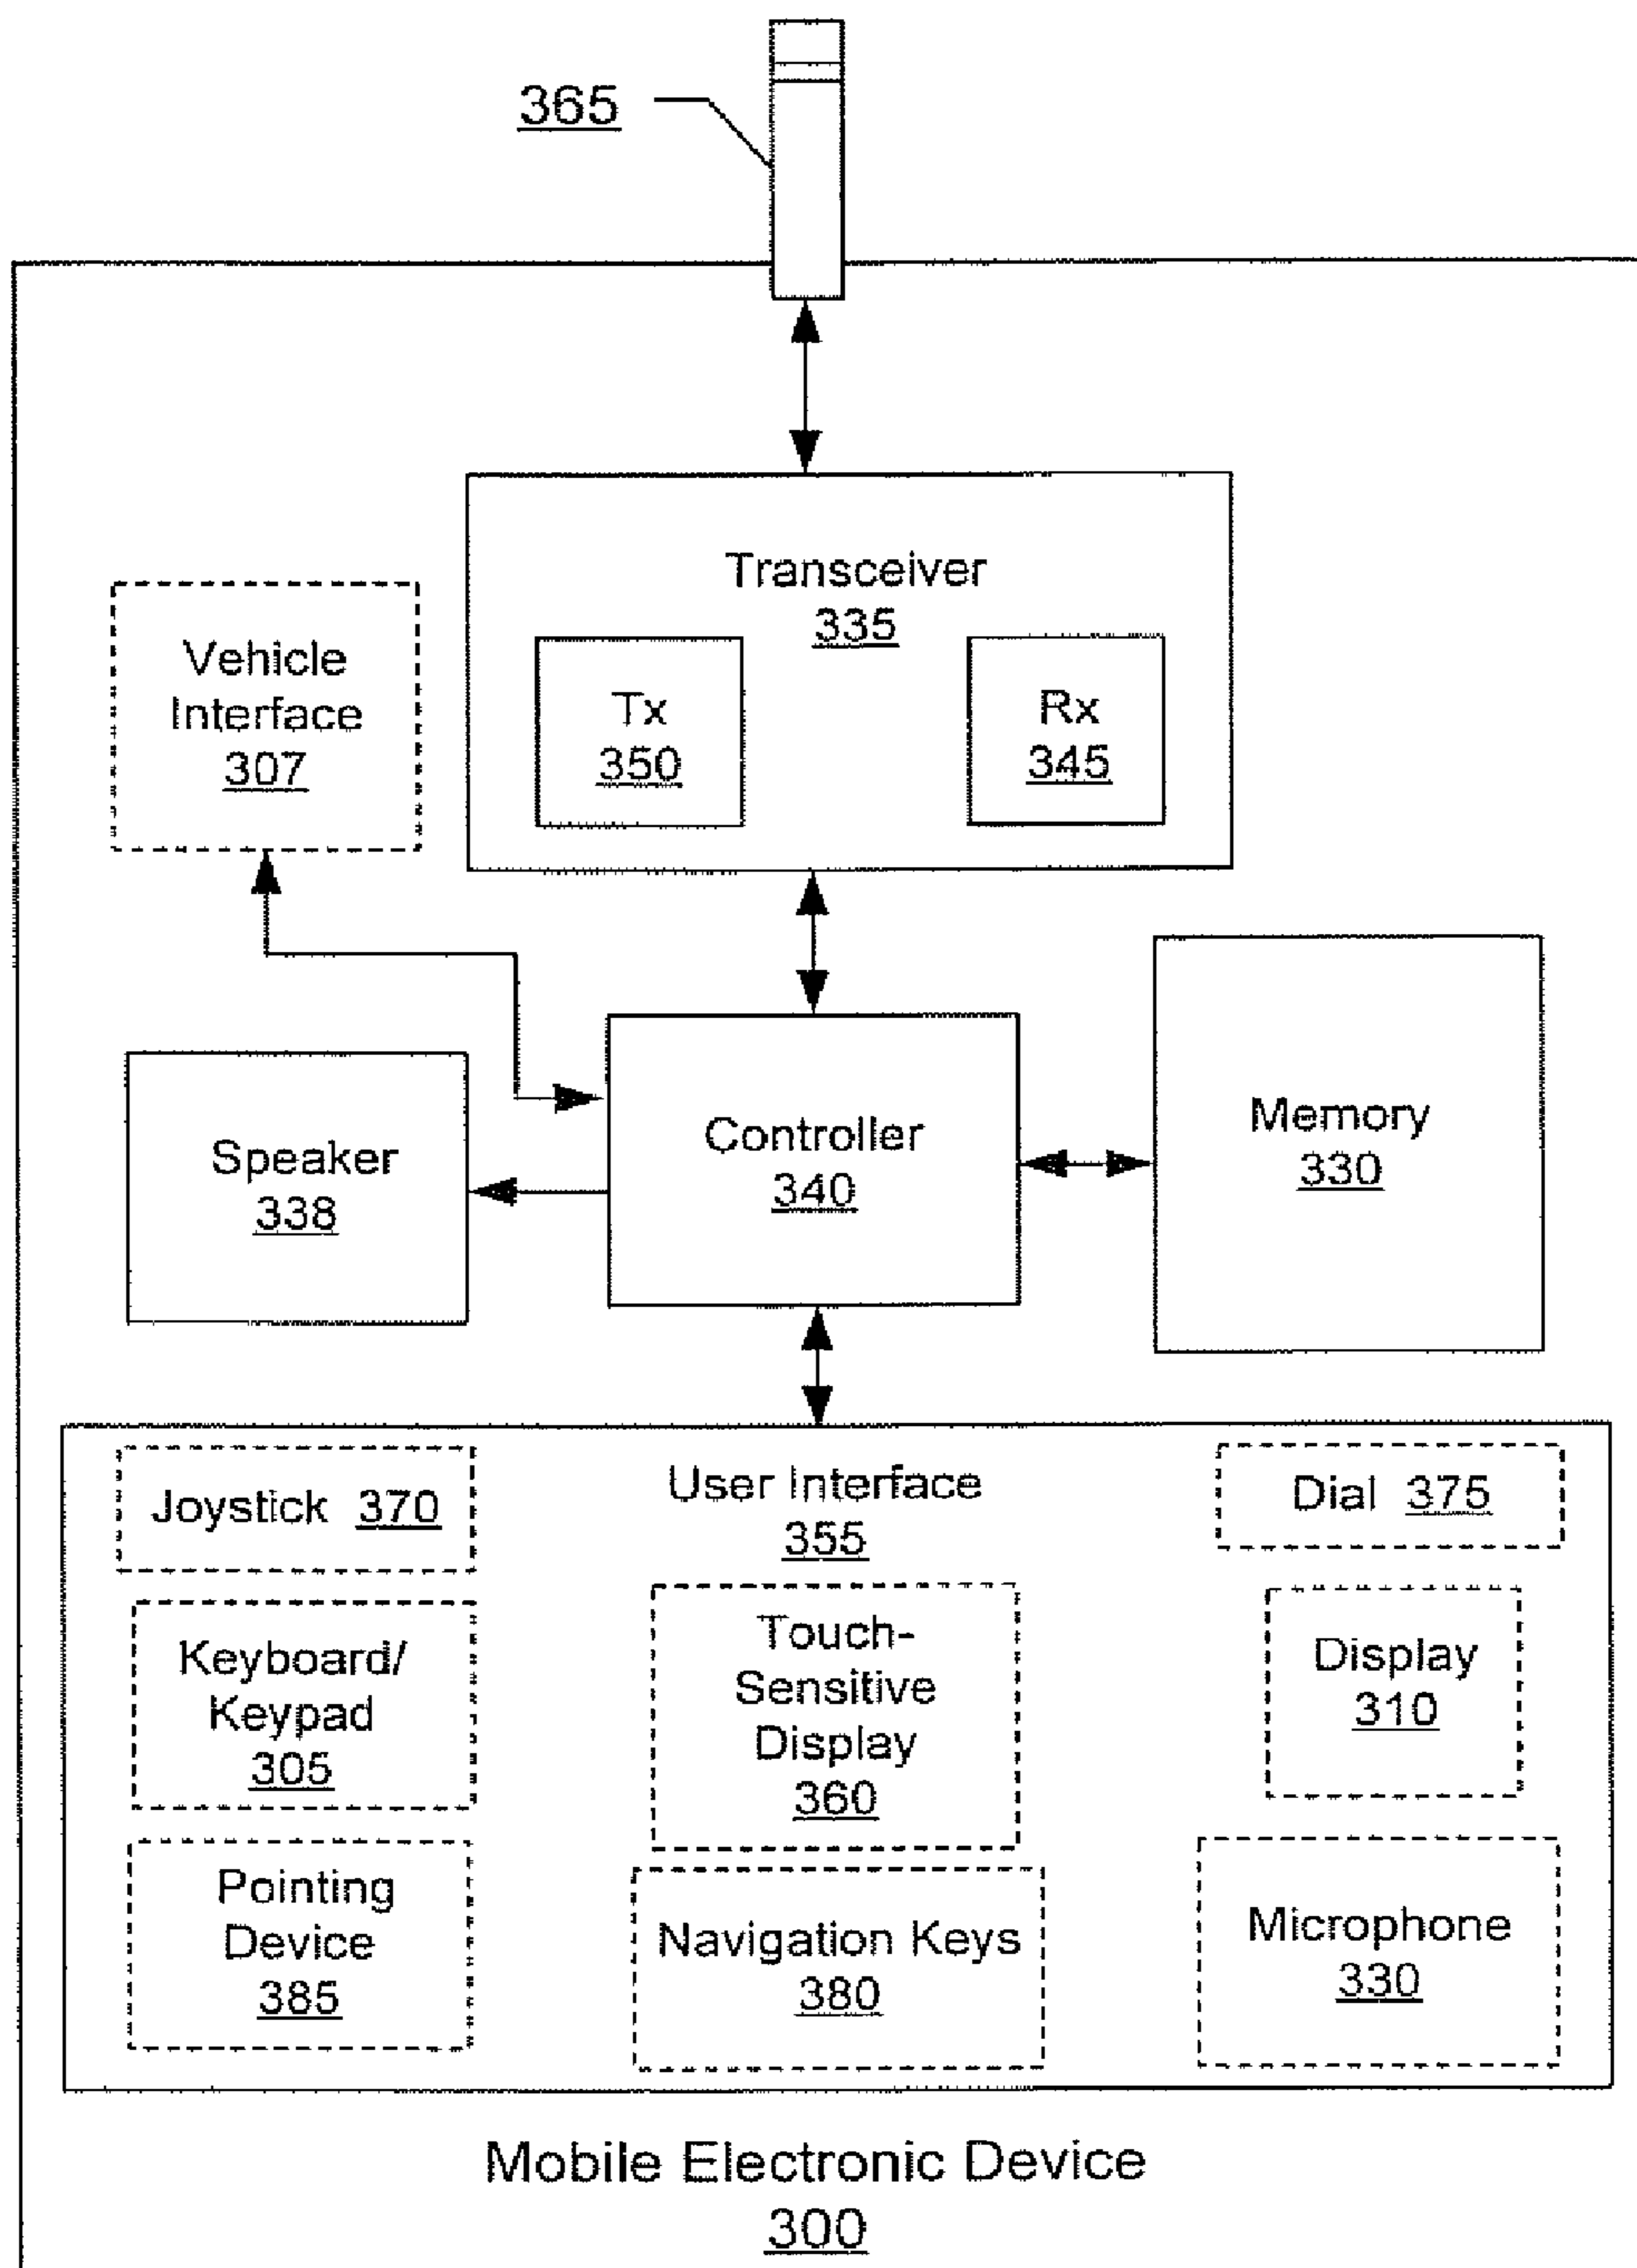 365
Transceiver
335
Vehicle
Interface
307
Tx
350
Rx
345
Speaker
338
Controller
340
Memory
330
User Interface
355
Joystick 370
Dial 375
Keyboard/
Keypad
305
Touch-
Sensitive
Display
360
Display
310
Pointing
Device
385
Navigation Keys
380
Microphone
330
Mobile Electronic Device
300